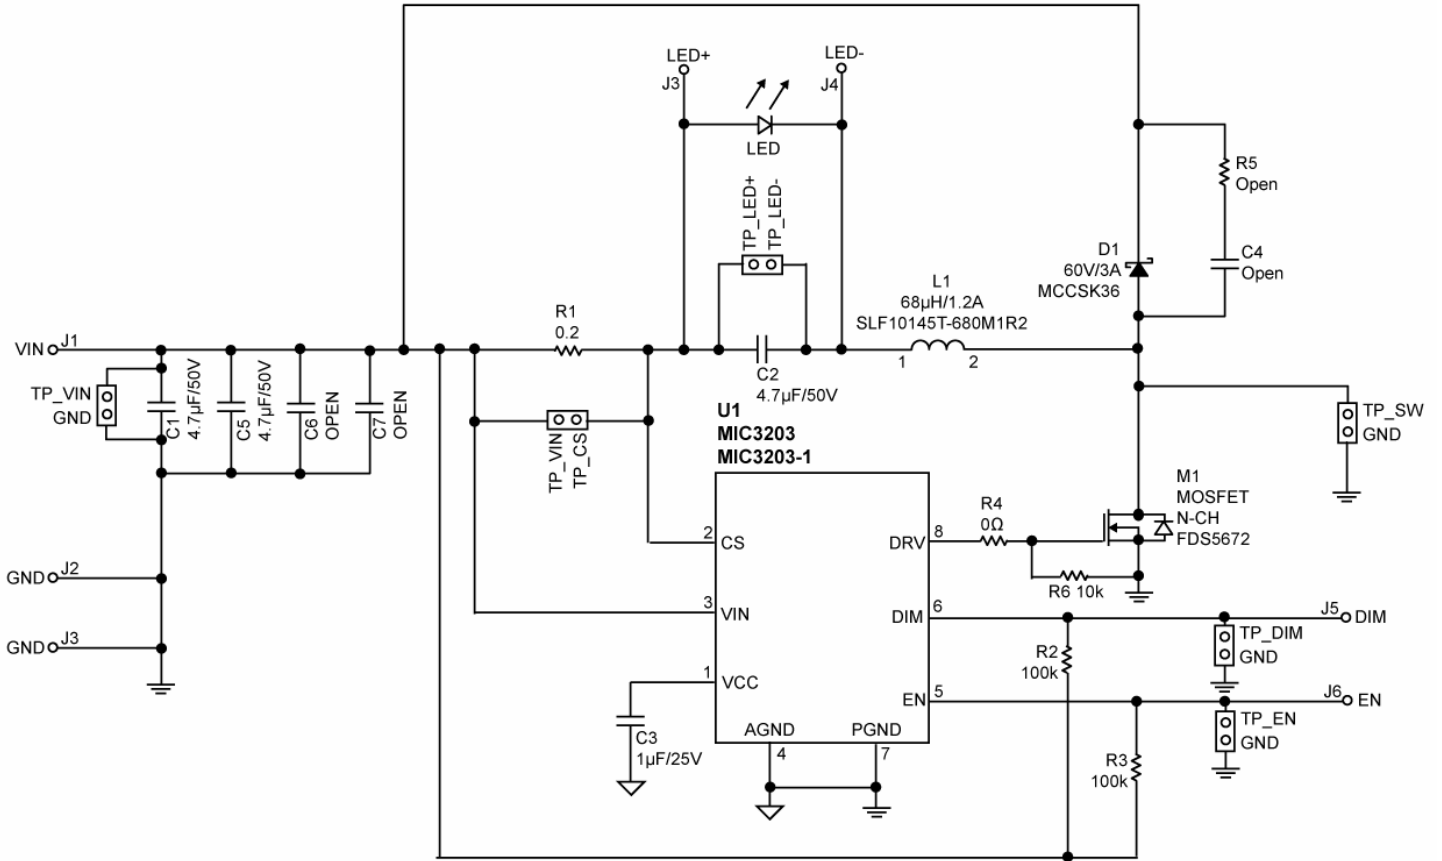 LED+
J3
LED-
J4
LED
TP_LED+
TP_LED-
R5
Open
C4
Open
D1
60V/3A
MCCSK36
L1
68µH/1.2A
SLF10145T-680M1R2
1
2
R1
0.2
C2
4.7µF/50V
VIN
J1
TP_VIN
GND
C1
4.7µF/50V
C5
4.7µF/50V
C6
OPEN
C7
OPEN
TP_VIN
TP_CS
U1
MIC3203
MIC3203-1
TP_SW
GND
M1
MOSFET
N-CH
FDS5672
R4
0Ω
R6 10k
2
CS
3
VIN
1
VCC
8
DRV
6
DIM
5
EN
AGND
4
PGND
7
GND
J2
GND
J3
C3
1µF/25V
J5
DIM
TP_DIM
GND
R2
100k
J6
EN
TP_EN
GND
R3
100k